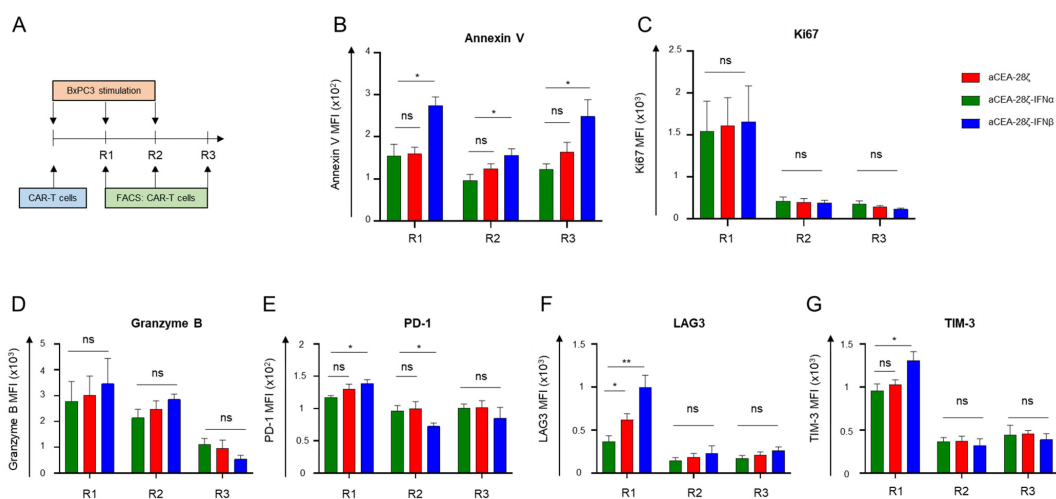 A
BxPC3 stimulation
R1 R2 R3
CAR-T cells
FACS: CAR-T cells
B
Annexin V
Annexin V MFI (x10²)
4
3
2
1
0
ns
*
ns
*
ns
*
R1 R2 R3
C
Ki67
Ki67 MFI (x10³)
2.5
2
1.5
1
0.5
0
ns
ns
ns
R1 R2 R3
aCEA-28ζ
aCEA-28ζ-IFNα
aCEA-28ζ-IFNβ
D
Granzyme B
Granzyme B MFI (x10³)
5
4
3
2
1
0
ns
ns
ns
R1 R2 R3
E
PD-1
PD-1 MFI (x10²)
2
1.5
1
0.5
0
ns
*
ns
*
ns
R1 R2 R3
F
LAG3
LAG3 MFI (x10³)
1.5
1
0.5
0
*
**
ns
ns
R1 R2 R3
G
TIM-3
TIM-3 MFI (x10³)
1.5
1
0.5
0
ns
*
ns
ns
R1 R2 R3